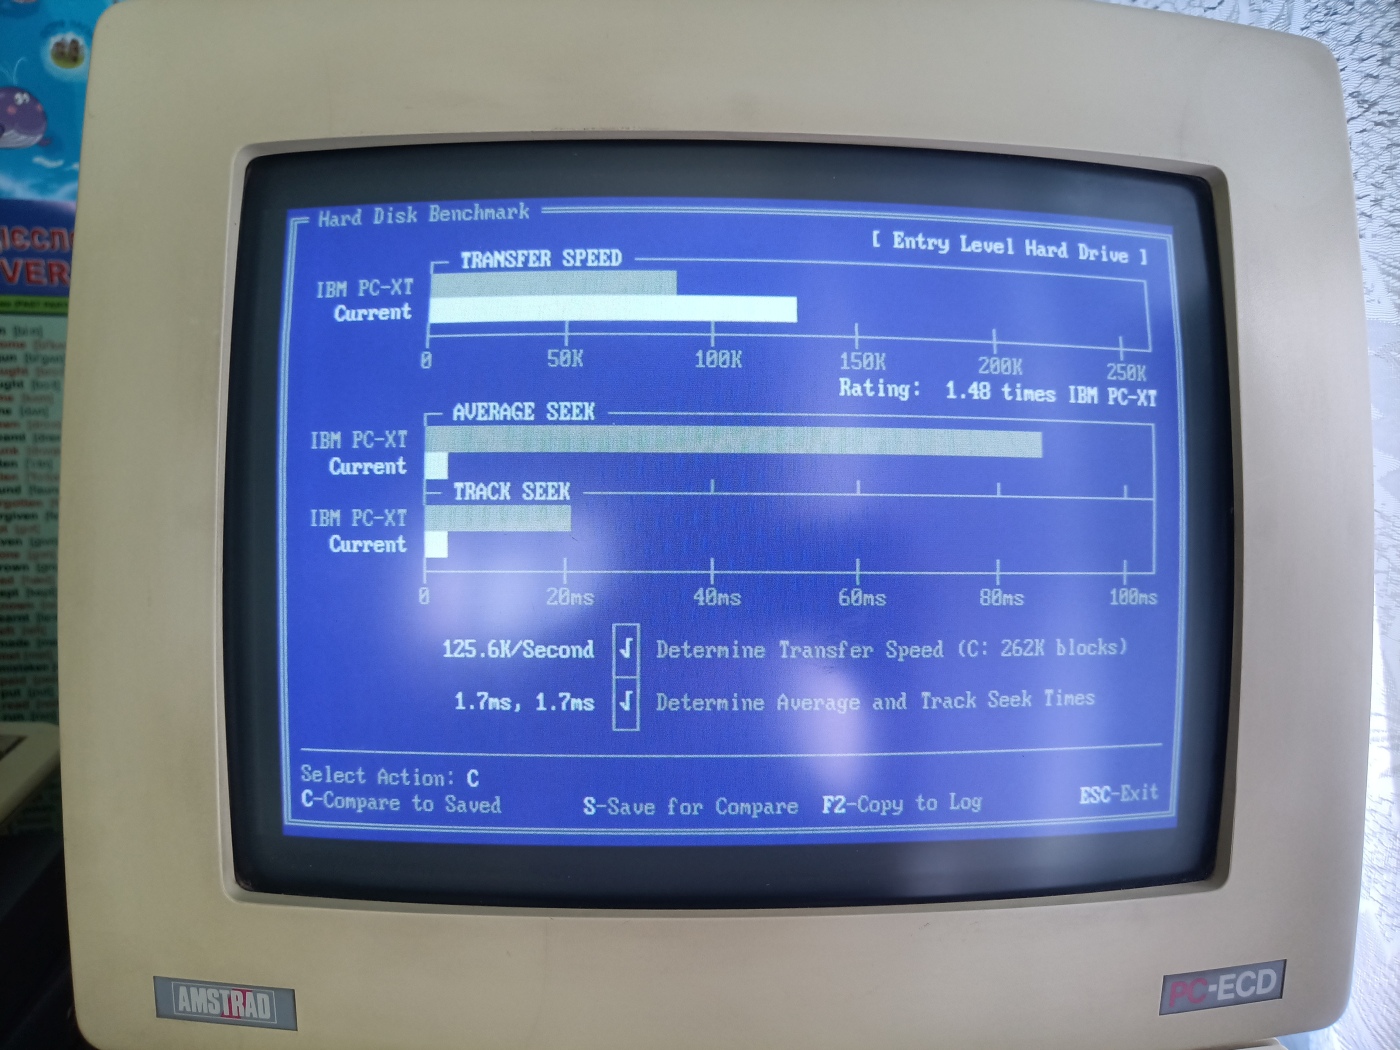 Hard Disk Benchmark
[ Entry Level Hard Drive ]
TRANSFER SPEED
IBM PC-XT
Current
0 50K 100K 150K 200K 250K
Rating: 1.48 times IBM PC-XT
AVERAGE SEEK
IBM PC-XT
Current
TRACK SEEK
IBM PC-XT
Current
0 20ms 40ms 60ms 80ms 100ms
125.6K/Second √ Determine Transfer Speed (C: 262K blocks)
1.7ms, 1.7ms √ Determine Average and Track Seek Times
Select Action: C
C-Compare to Saved S-Save for Compare F2-Copy to Log ESC-Exit
AMSTRAD
PC-ECD